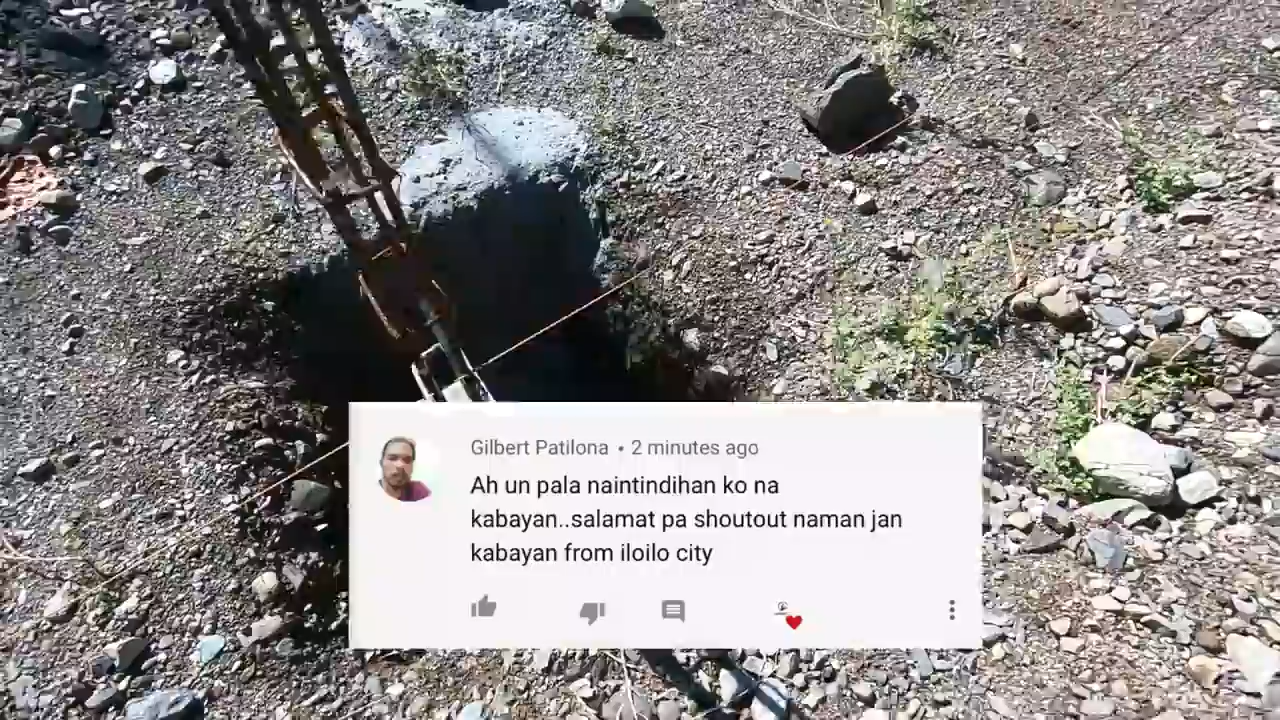 Gilbert Patilona • 2 minutes ago
Ah un pala naintindihan ko na
kabayan..salamat pa shoutout naman jan
kabayan from iloilo city